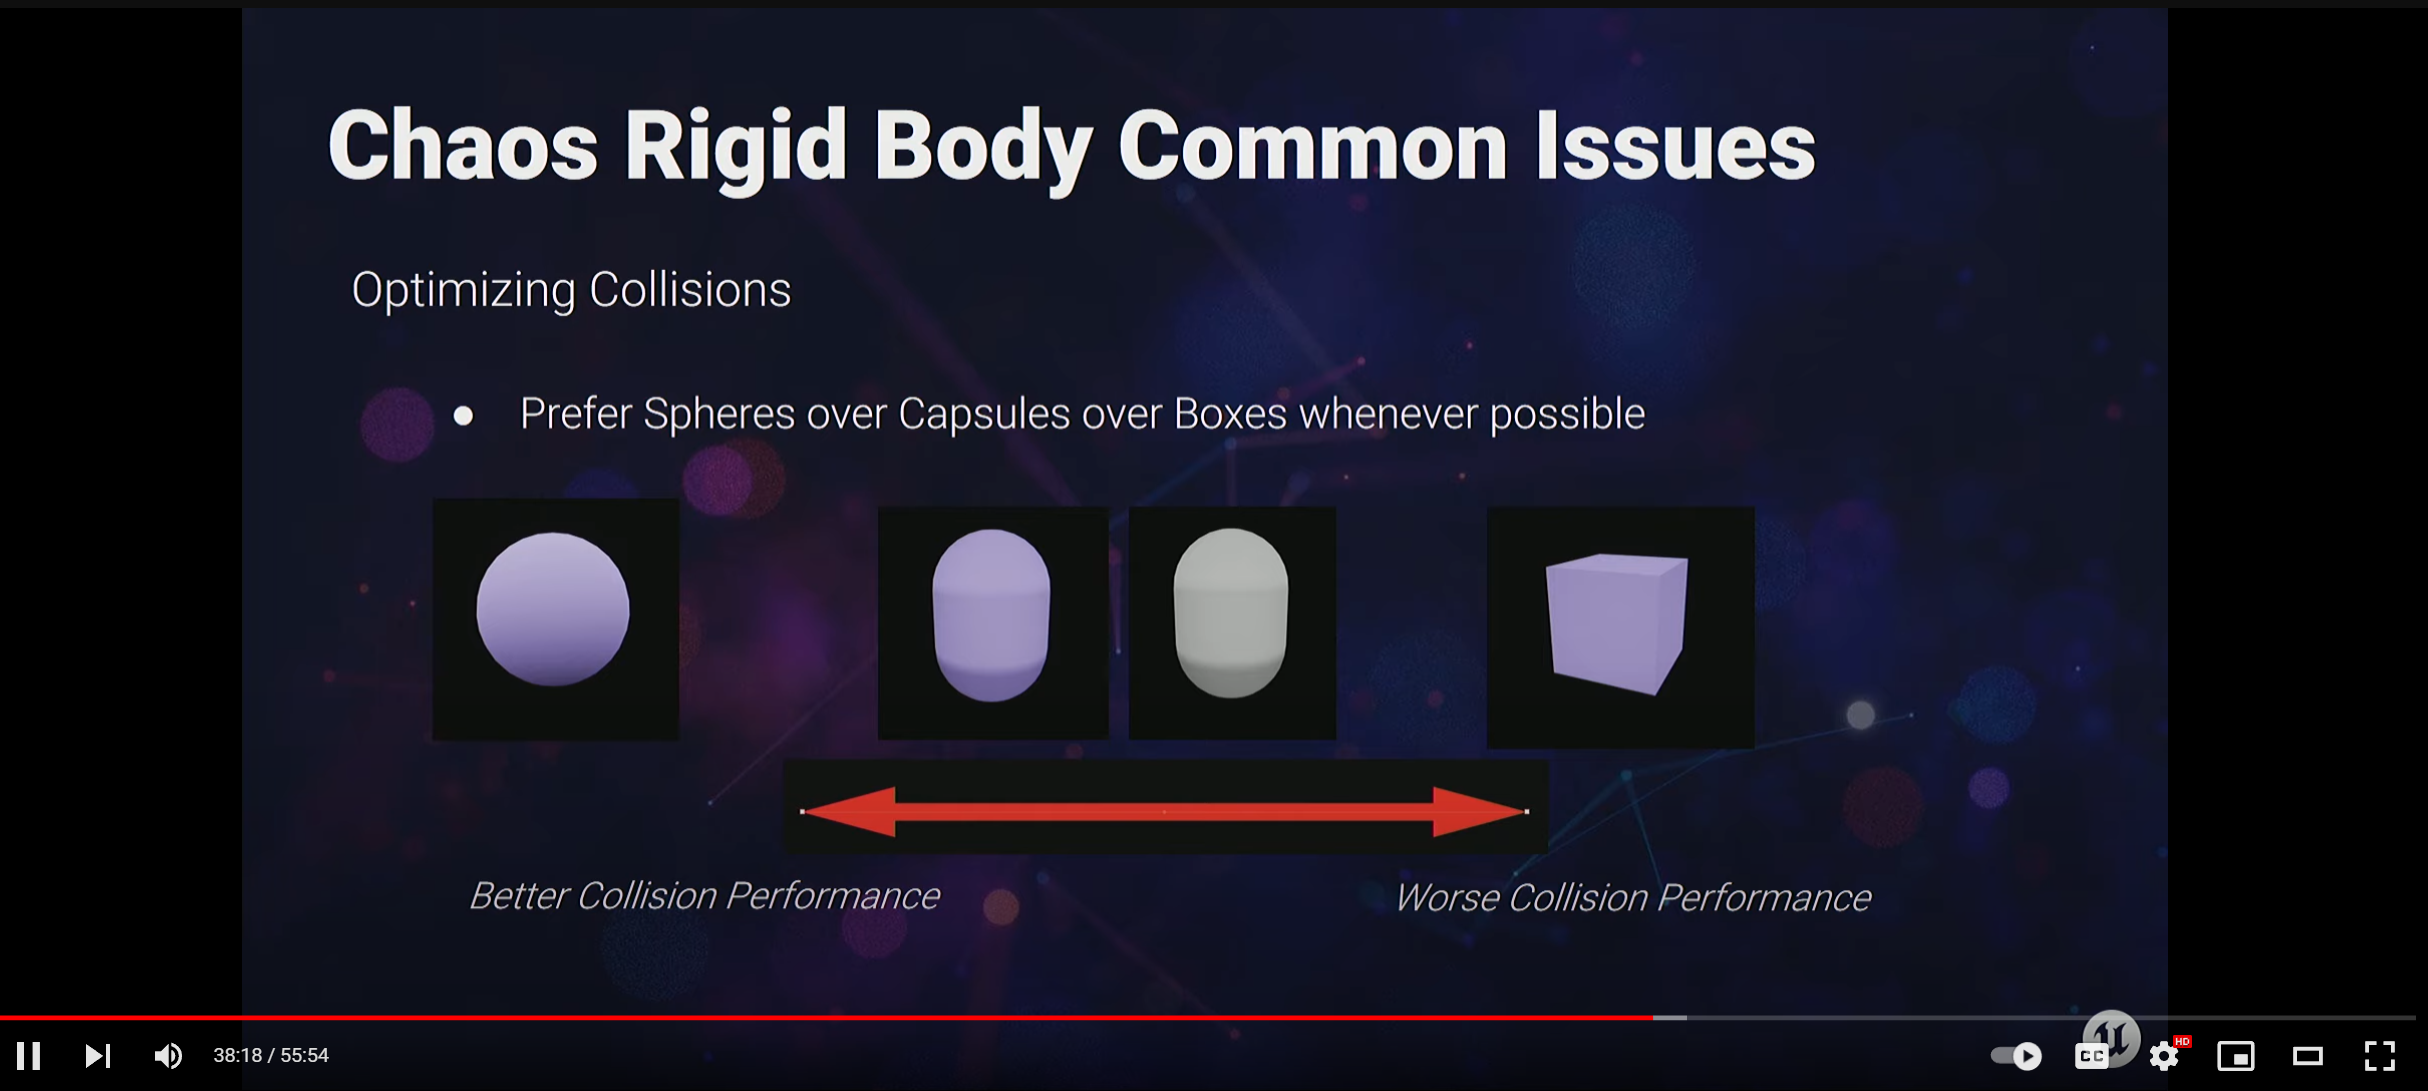 Chaos Rigid Body Common Issues
Optimizing Collisions
● Prefer Spheres over Capsules over Boxes whenever possible
Better Collision Performance
Worse Collision Performance
38:18 / 55:54
CC
HD